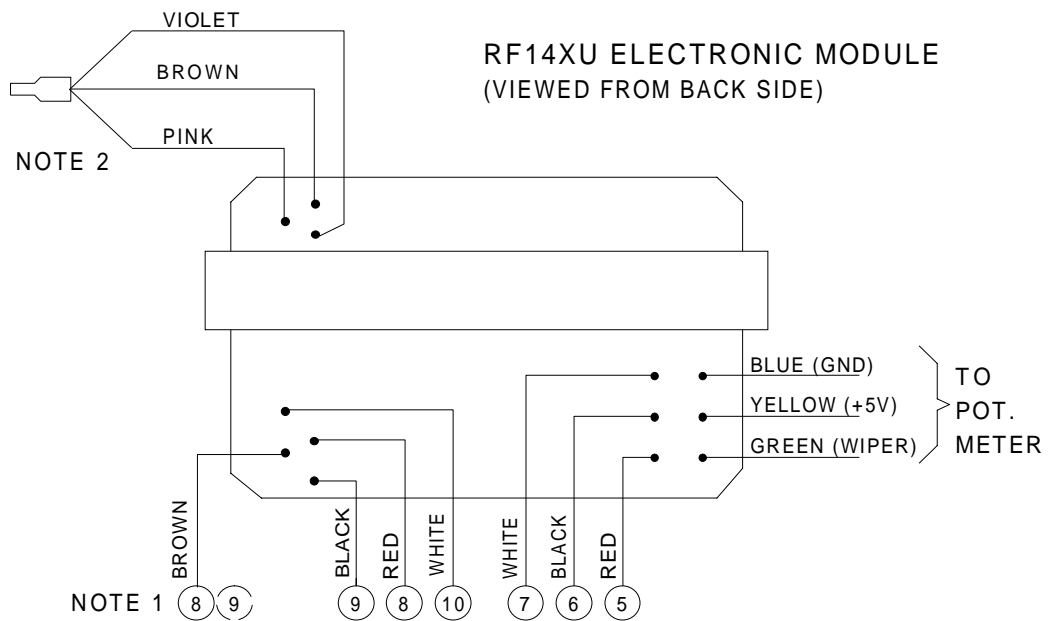 VIOLET
RF14XU ELECTRONIC MODULE
(VIEWED FROM BACK SIDE)
BROWN
PINK
NOTE 2
BLUE (GND)
YELLOW (+5V)
GREEN (WIPER)
TO
POT.
METER
BROWN
BLACK
RED
WHITE
WHITE
BLACK
RED
NOTE 1 8 9 9 8 10 7 6 5